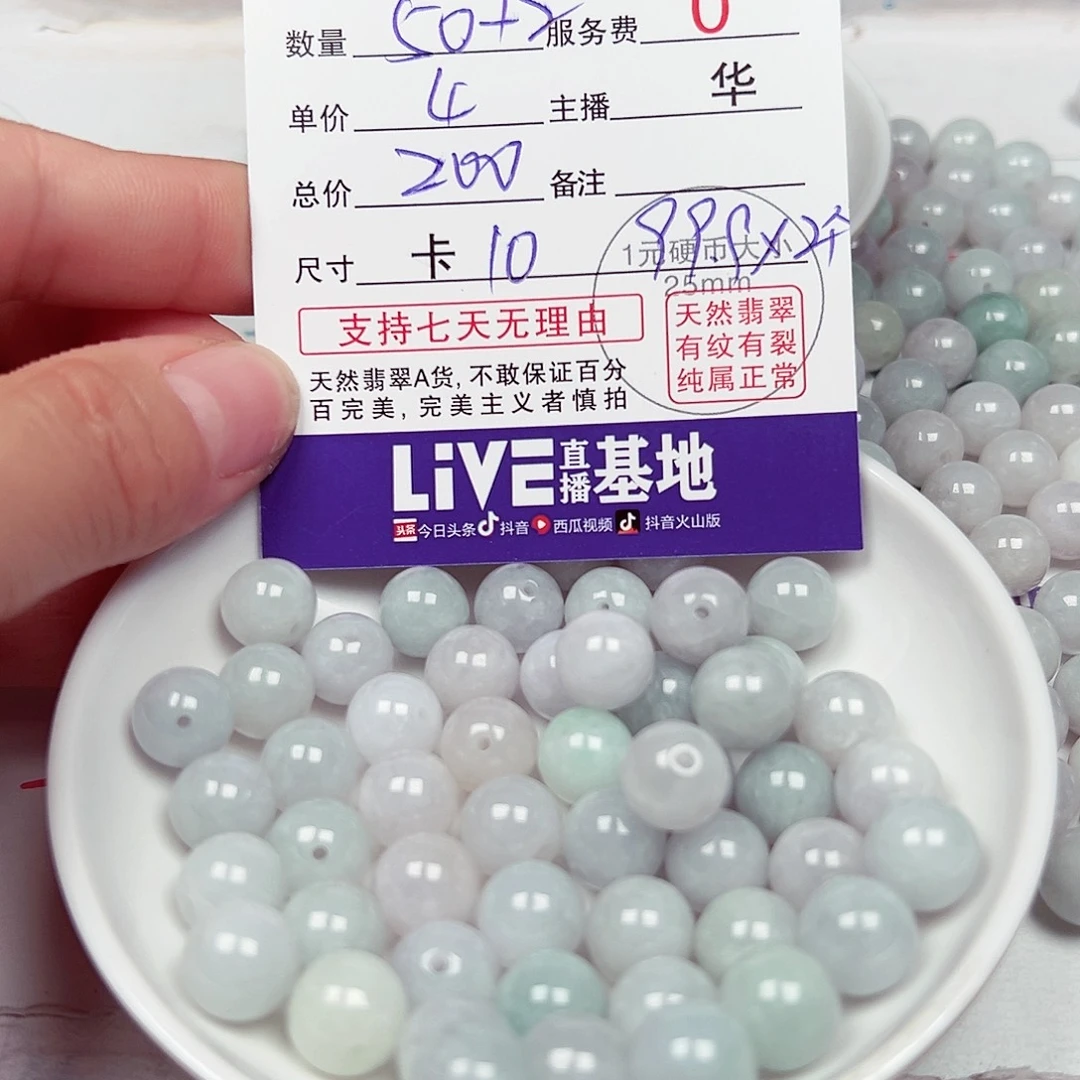 数量 50+2 服务费 0
单价 4 主播 华
总价 200 备注
尺寸 卡 10 99.9×2个
1元硬币大小
25mm
支持七天无理由
天然翡翠
有纹有裂
纯属正常
天然翡翠A货,不敢保证百分
百完美,完美主义者慎拍
LiVE直播基地
头条 今日头条 抖音 西瓜视频 抖音火山版